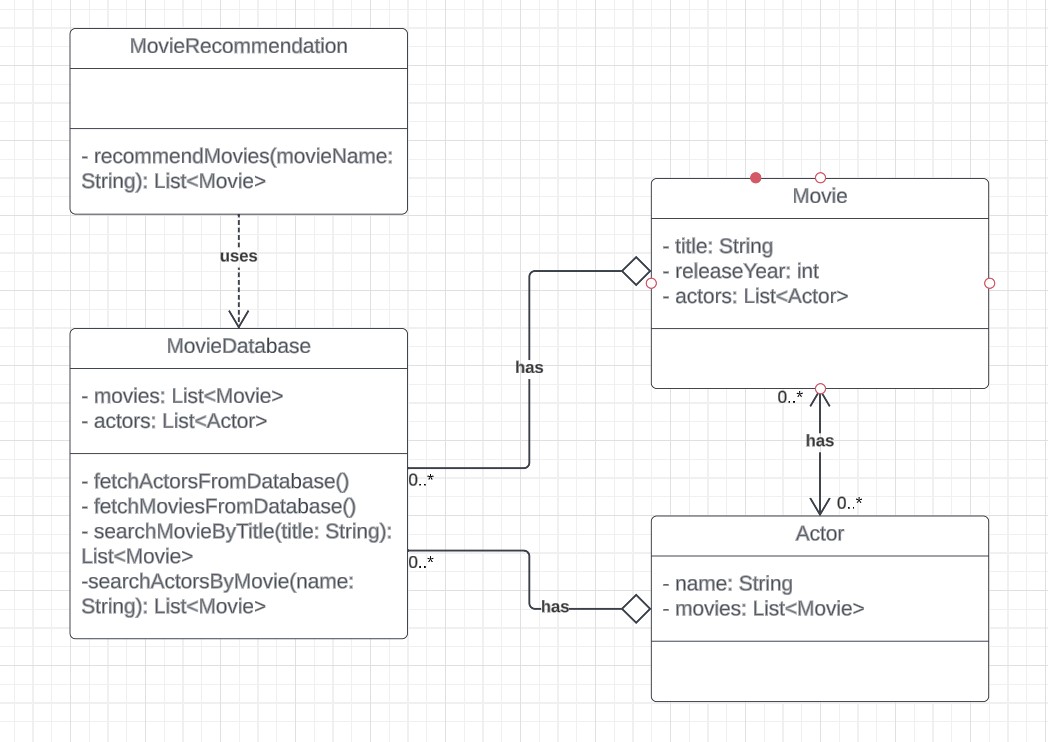 MovieRecommendation
- recommendMovies(movieName:
String): List<Movie>
uses
MovieDatabase
- movies: List<Movie>
- actors: List<Actor>
- fetchActorsFromDatabase()
- fetchMoviesFromDatabase()
- searchMovieByTitle(title: String):
List<Movie>
-searchActorsByMovie(name:
String): List<Movie>
has
0..*
0..*
has
Movie
- title: String
- releaseYear: int
- actors: List<Actor>
0..*
has
0..*
Actor
- name: String
- movies: List<Movie>